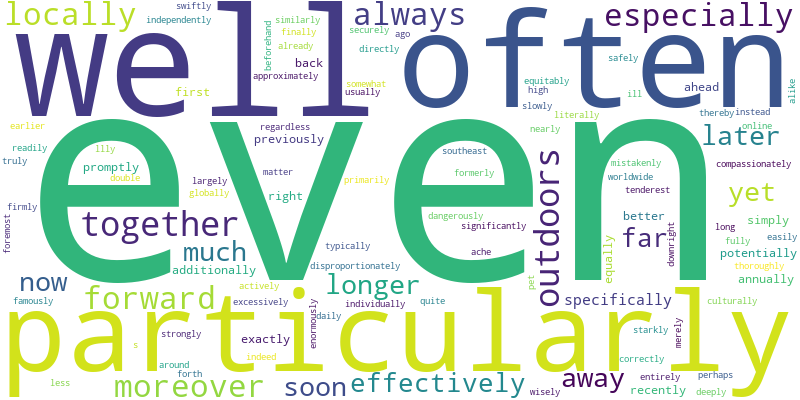 swiftly
locally
independently
similarly
finally
already
beforehand
always
securely
ago
directly
especially
well
often
back
approximately
somewhat
usually
first
equitably
high
slowly
safely
ill
ahead
alike
literally
thereby
instead
earlier
regardless
previously
nearly
online
later
even
readily
illy
truly
promptly
double
southeast
formerly
mistakenly
worldwide
tenderest
compassionately
matter
largely
globally
right
primarily
outdoors
yet
firmly
foremost
together
dangerously
significantly
better
simply
long
far
downright
easily
fully
much
additionally
typically
disproportionately
ache
equally
potentially
thoroughly
annually
now
longer
pet
forward
actively
excessively
famously
enormously
individually
quite
specifically
culturally
particularly
daily
strongly
exactly
starkly
merely
s
indeed
around
forth
correctly
less
moreover
soon
effectively
wisely
away
entirely
recently
perhaps
deeply